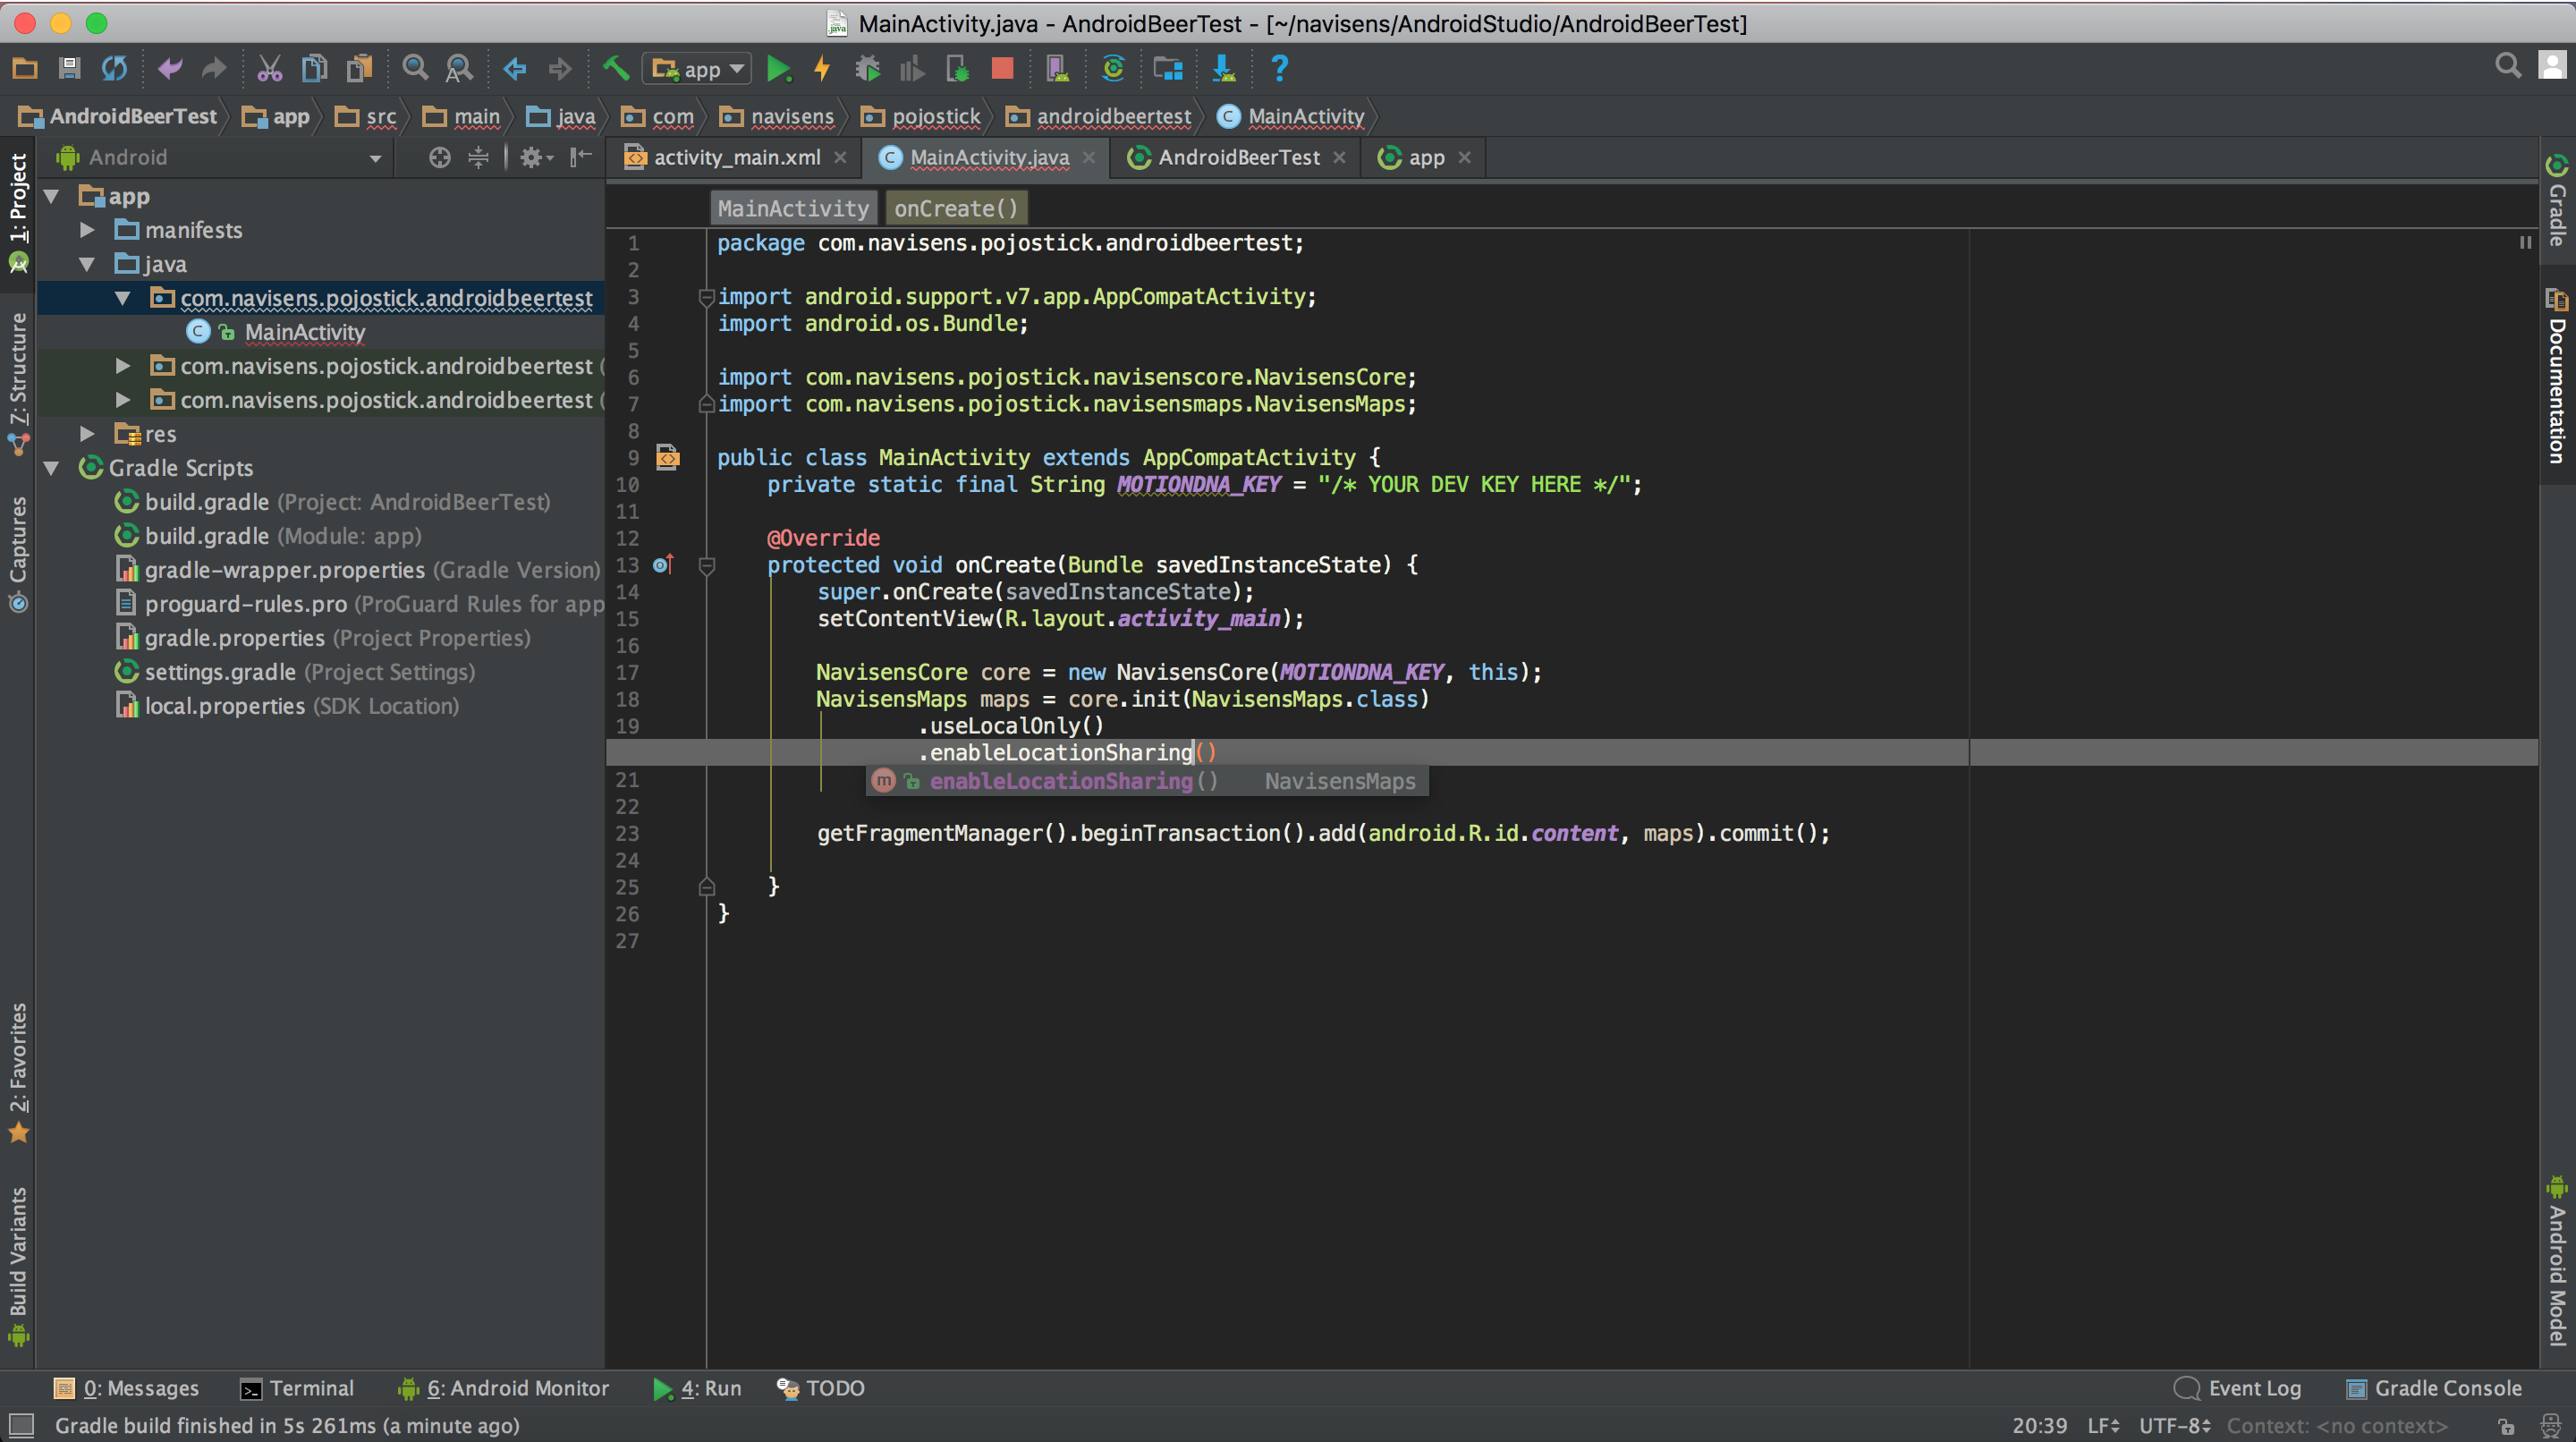 MainActivity.java - AndroidBeerTest - [~/navisens/AndroidStudio/AndroidBeerTest]
app
AndroidBeerTest app src main java com navisens pojostick androidbeertest MainActivity
Android
activity_main.xml MainActivity.java AndroidBeerTest app
1: Project
Z: Structure
Captures
2: Favorites
Build Variants
app
manifests
java
com.navisens.pojostick.androidbeertest
MainActivity
com.navisens.pojostick.androidbeertest (
com.navisens.pojostick.androidbeertest (
res
Gradle Scripts
build.gradle (Project: AndroidBeerTest)
build.gradle (Module: app)
gradle-wrapper.properties (Gradle Version)
proguard-rules.pro (ProGuard Rules for app
gradle.properties (Project Properties)
settings.gradle (Project Settings)
local.properties (SDK Location)
MainActivity onCreate()
1 package com.navisens.pojostick.androidbeertest;
2
3 import android.support.v7.app.AppCompatActivity;
4 import android.os.Bundle;
5
6 import com.navisens.pojostick.navisenscore.NavisensCore;
7 import com.navisens.pojostick.navisensmaps.NavisensMaps;
8
9 public class MainActivity extends AppCompatActivity {
10 private static final String MOTIONDNA_KEY = "/* YOUR DEV KEY HERE */";
11
12 @Override
13 protected void onCreate(Bundle savedInstanceState) {
14 super.onCreate(savedInstanceState);
15 setContentView(R.layout.activity_main);
16
17 NavisensCore core = new NavisensCore(MOTIONDNA_KEY, this);
18 NavisensMaps maps = core.init(NavisensMaps.class)
19 .useLocalOnly()
.enableLocationSharing()
21 enableLocationSharing() NavisensMaps
22
23 getFragmentManager().beginTransaction().add(android.R.id.content, maps).commit();
24
25 }
26 }
27
Gradle
Documentation
Android Model
0: Messages Terminal 6: Android Monitor 4: Run TODO Event Log Gradle Console
Gradle build finished in 5s 261ms (a minute ago) 20:39 LF UTF-8 Context: <no context>